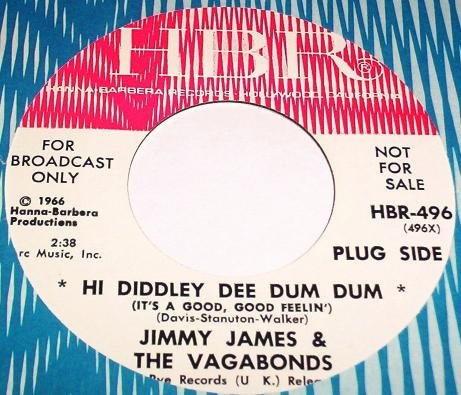 HBR®
HANNA-BARBERA RECORDS • HOLLYWOOD, CALIFORNIA
FOR
BROADCAST
ONLY
© 1966
Hanna-Barbera
Productions
2:38
rc Music, Inc.
NOT
FOR
SALE
HBR-496
(496X)
PLUG SIDE
* HI DIDDLEY DEE DUM DUM *
(IT'S A GOOD, GOOD FEELIN')
(Davis-Stanuton-Walker)
JIMMY JAMES &
THE VAGABONDS
Records (U. K.)